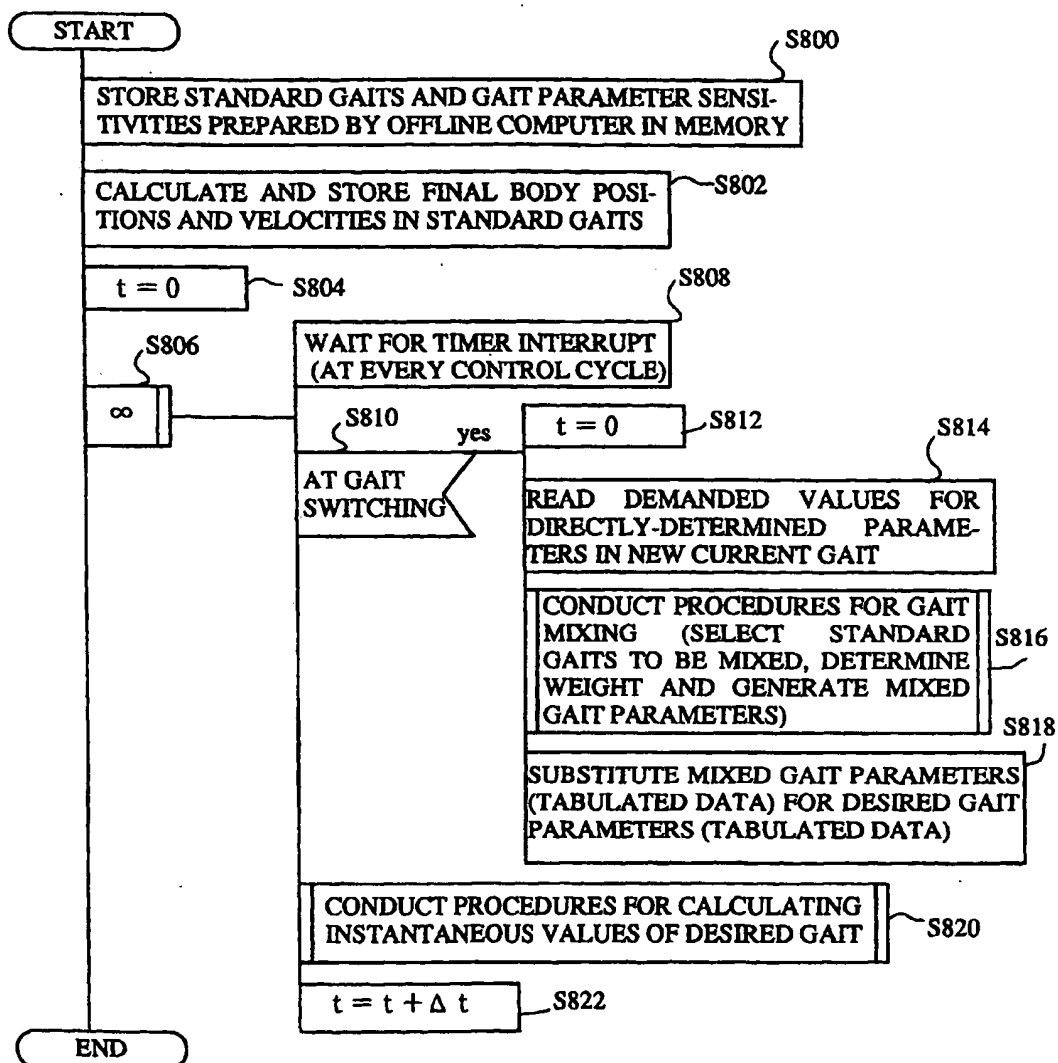 START
S800
STORE STANDARD GAITS AND GAIT PARAMETER SENSI-
TIVITIES PREPARED BY OFFLINE COMPUTER IN MEMORY
CALCULATE AND STORE FINAL BODY POSI-
TIONS AND VELOCITIES IN STANDARD GAITS
S802
t = 0
S804
S808
WAIT FOR TIMER INTERRUPT
(AT EVERY CONTROL CYCLE)
S806
∞
S810
yes
AT GAIT
SWITCHING
t = 0
S812
S814
READ DEMANDED VALUES FOR
DIRECTLY-DETERMINED PARAME-
TERS IN NEW CURRENT GAIT
CONDUCT PROCEDURES FOR GAIT
MIXING (SELECT STANDARD
GAITS TO BE MIXED, DETERMINE
WEIGHT AND GENERATE MIXED
GAIT PARAMETERS)
S816
S818
SUBSTITUTE MIXED GAIT PARAMETERS
(TABULATED DATA) FOR DESIRED GAIT
PARAMETERS (TABULATED DATA)
CONDUCT PROCEDURES FOR CALCULATING
INSTANTANEOUS VALUES OF DESIRED GAIT
S820
t = t + Δ t
S822
END